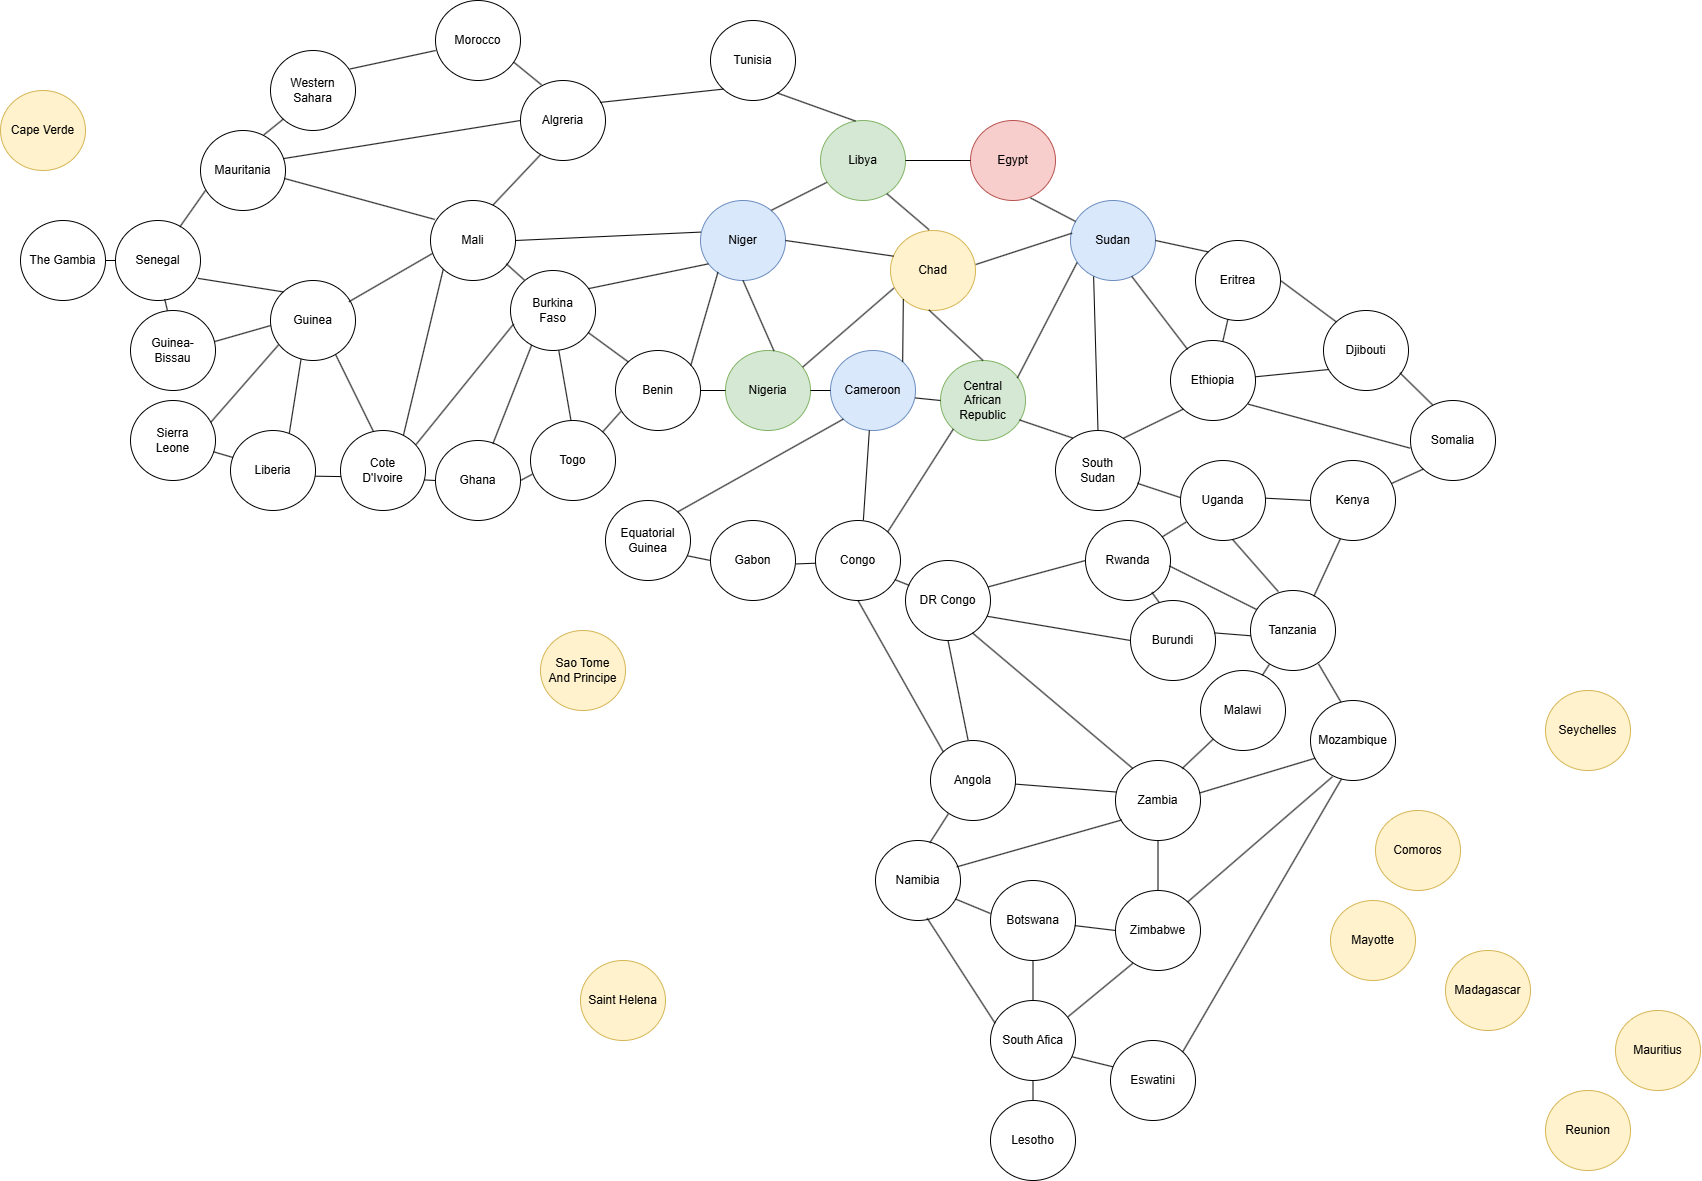 Morocco
Tunisia
Western
Sahara
Algreria
Cape Verde
Libya
Egypt
Mauritania
Mali
Niger
Sudan
The Gambia
Senegal
Chad
Eritrea
Burkina
Faso
Guinea
Guinea-
Bissau
Djibouti
Ethiopia
Benin
Nigeria
Cameroon
Central
African
Republic
Sierra
Leone
Somalia
Liberia
Cote
D'Ivoire
Ghana
Togo
South
Sudan
Uganda
Kenya
Equatorial
Guinea
Gabon
Congo
Rwanda
DR Congo
Burundi
Tanzania
Sao Tome
And Principe
Malawi
Mozambique
Seychelles
Angola
Zambia
Comoros
Namibia
Botswana
Zimbabwe
Mayotte
Saint Helena
Madagascar
South Afica
Mauritius
Eswatini
Lesotho
Reunion